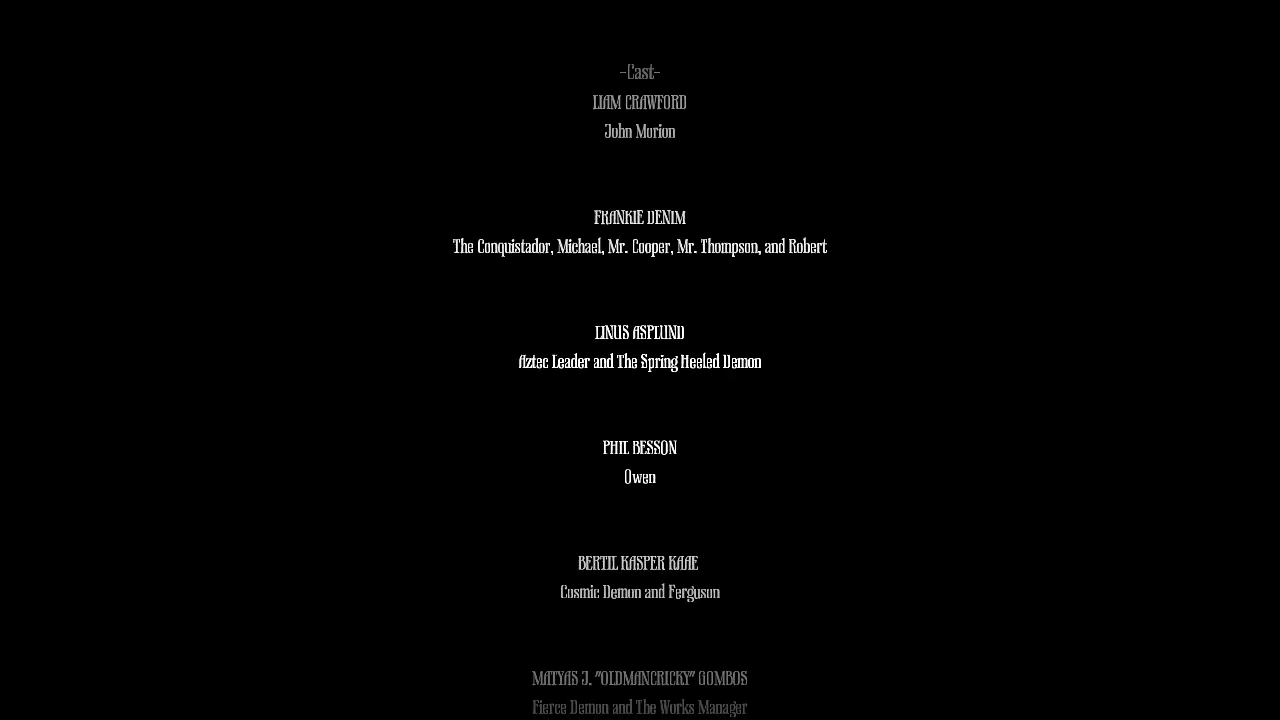 -Cast-
LIAM CRAWFORD
John Morion
FRANKIE DENIM
The Conquistador, Michael, Mr. Cooper, Mr. Thompson, and Robert
LINUS ASPLUND
Aztec Leader and The Spring Heeled Demon
PHIL BESSON
Owen
BERTIL KASPER KAAE
Cosmic Demon and Ferguson
MATYAS J. "OLDMANCRICKY" GOMBOS
Fierce Demon and The Works Manager